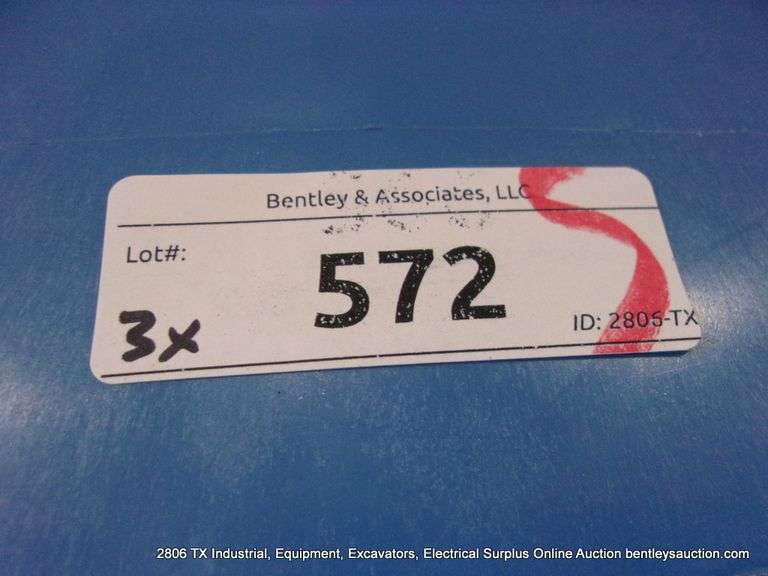 Bentley & Associates, LLC
Lot#:
572
3x
ID: 2806-TX
2806 TX Industrial, Equipment, Excavators, Electrical Surplus Online Auction bentleysauction.com